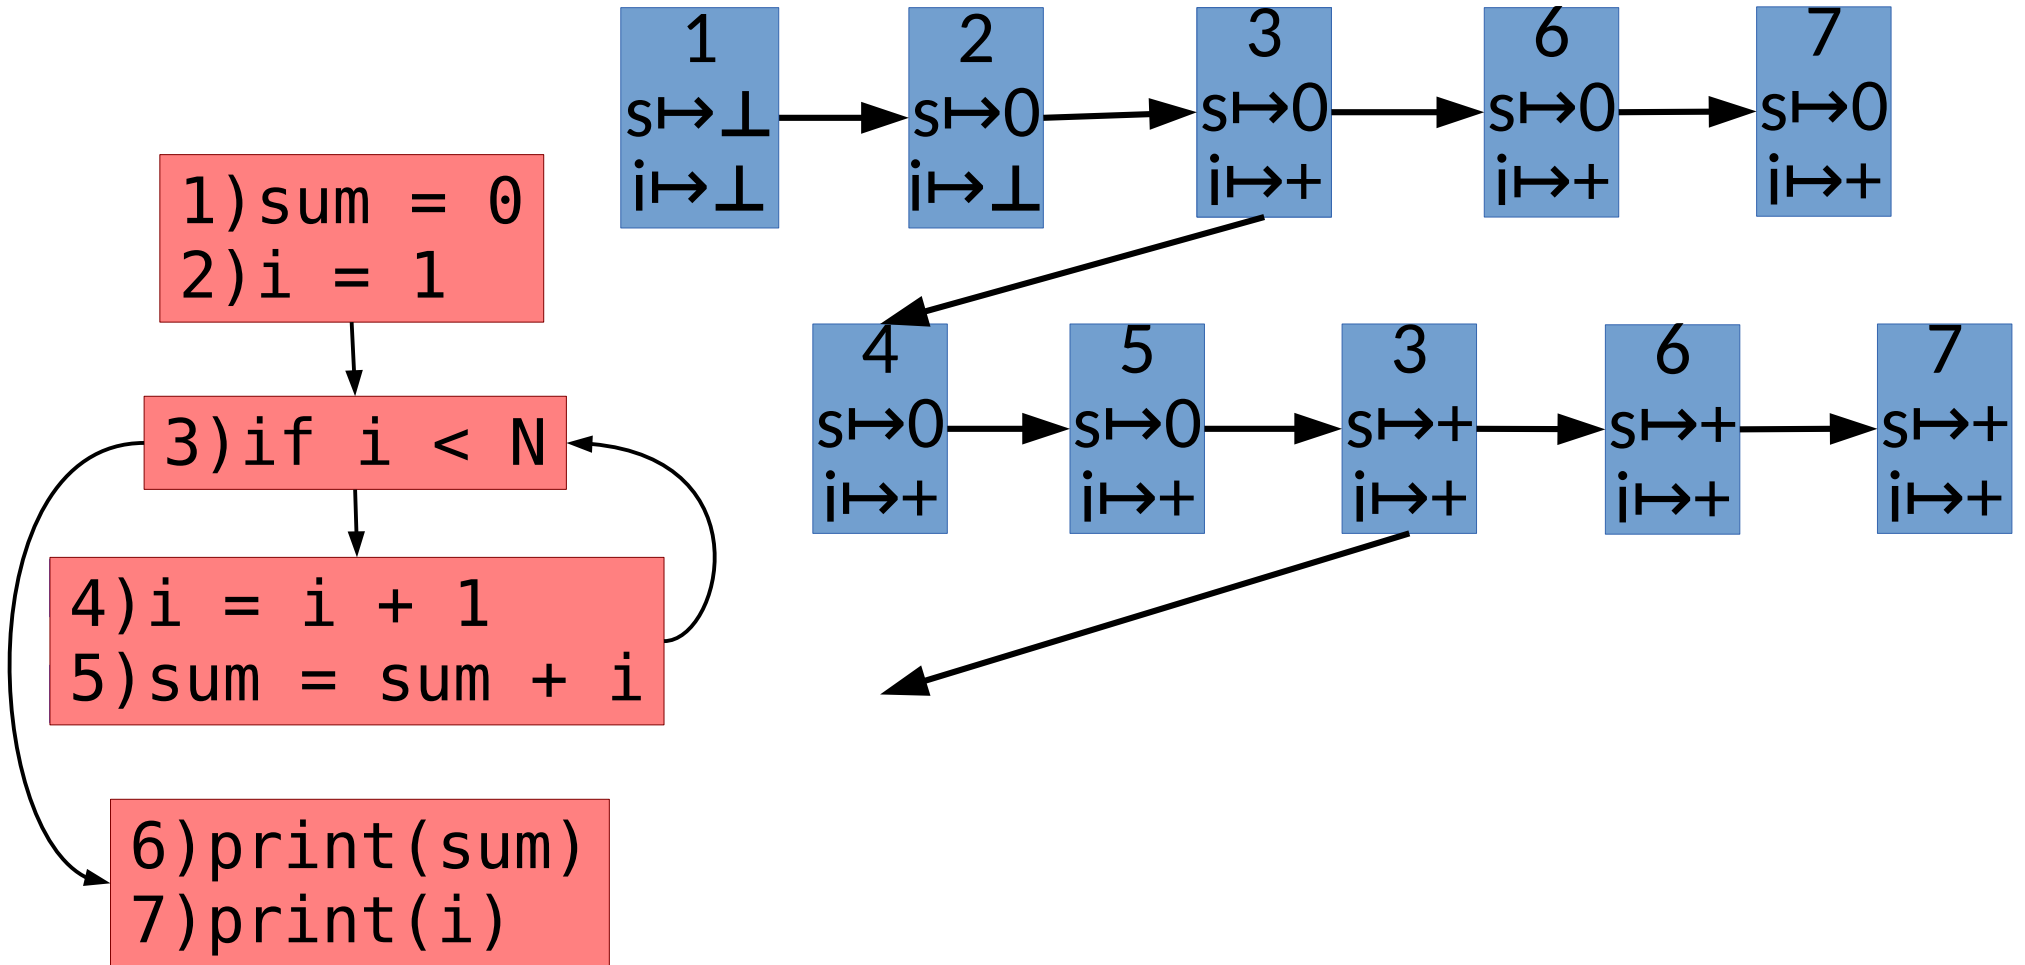 1)sum = 0
2)i = 1
3)if i < N
4)i = i + 1
5)sum = sum + i
6)print(sum)
7)print(i)
1
s↦⊥
i↦⊥
2
s↦0
i↦⊥
3
s↦0
i↦+
6
s↦0
i↦+
7
s↦0
i↦+
4
s↦0
i↦+
5
s↦0
i↦+
3
s↦+
i↦+
6
s↦+
i↦+
7
s↦+
i↦+